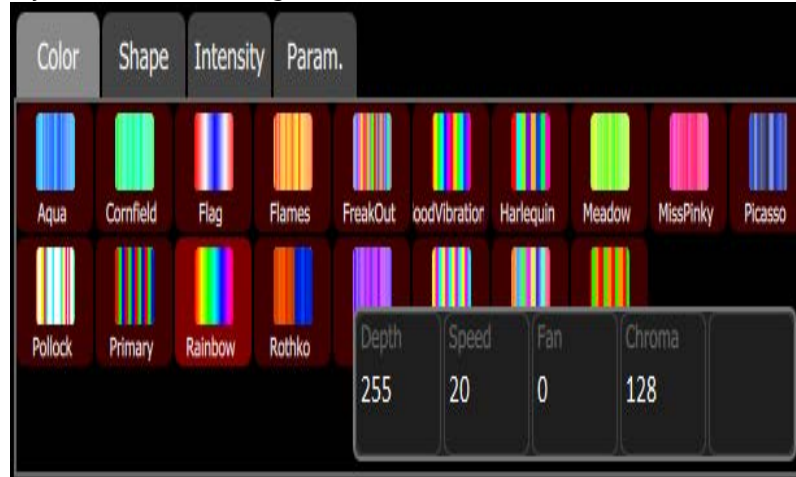 Color Shape Intensity Param.
Aqua Cornfield Flag Flames FreakOut oodVibration Harlequin Meadow MissPinky Picasso
Pollock Primary Rainbow Rothko
Depth Speed Fan Chroma
255 20 0 128